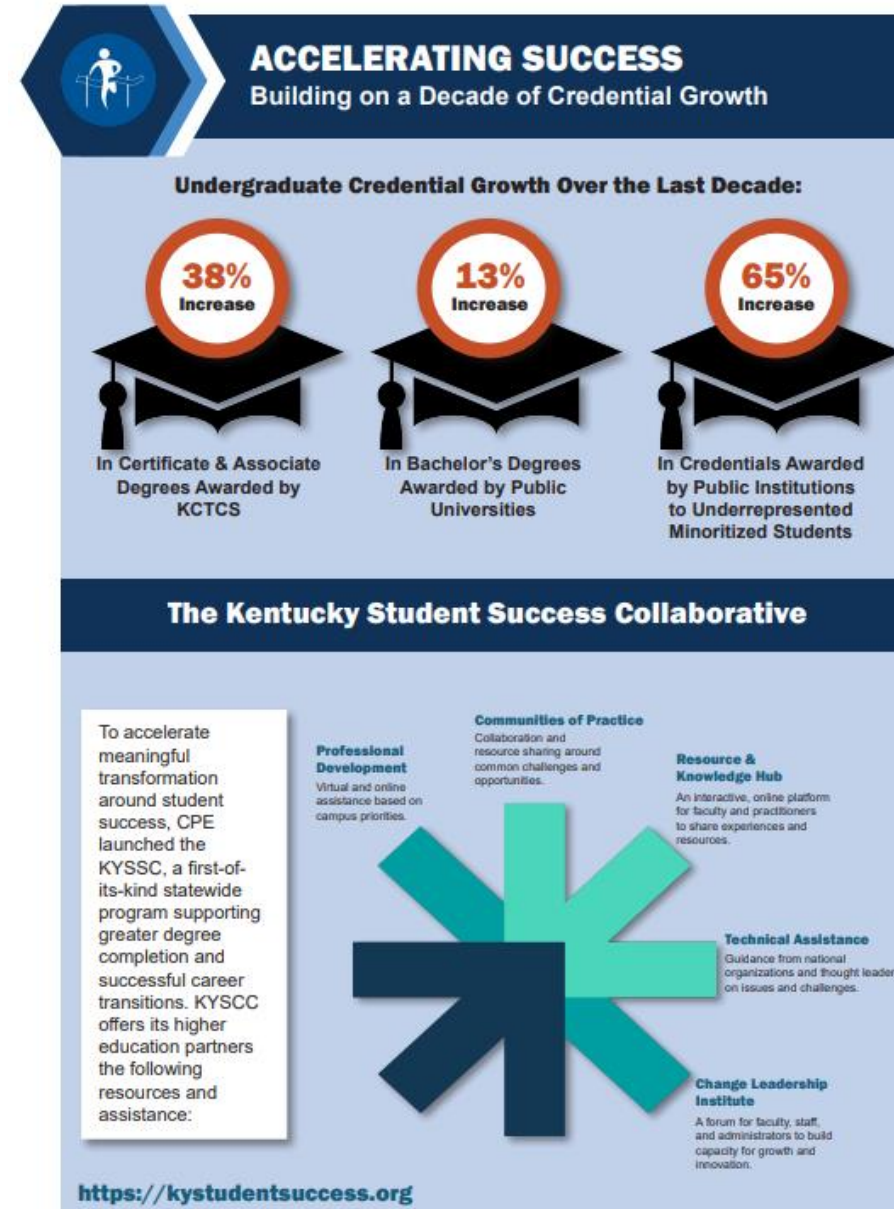 ACCELERATING SUCCESS
Building on a Decade of Credential Growth
Undergraduate Credential Growth Over the Last Decade:
38%
Increase
In Certificate & Associate
Degrees Awarded by
KCTCS
13%
Increase
In Bachelor's Degrees
Awarded by Public
Universities
65%
Increase
In Credentials Awarded
by Public Institutions
to Underrepresented
Minoritized Students
The Kentucky Student Success Collaborative
To accelerate
meaningful
transformation
around student
success, CPE
launched the
KYSSC, a first-of-
its-kind statewide
program supporting
greater degree
completion and
successful career
transitions. KYSCC
offers its higher
education partners
the following
resources and
assistance:
Professional
Development
Virtual and online
assistance based on
campus priorities.
Communities of Practice
Collaboration and
resource sharing around
common challenges and
opportunities.
Resource &
Knowledge Hub
An interactive, online platform
for faculty and practitioners
to share experiences and
resources.
Technical Assistance
Guidance from national
organizations and thought leader
on issues and challenges.
Change Leadership
Institute
A forum for faculty, staff,
and administrators to build
capacity for growth and
innovation.
https://kystudentsuccess.org